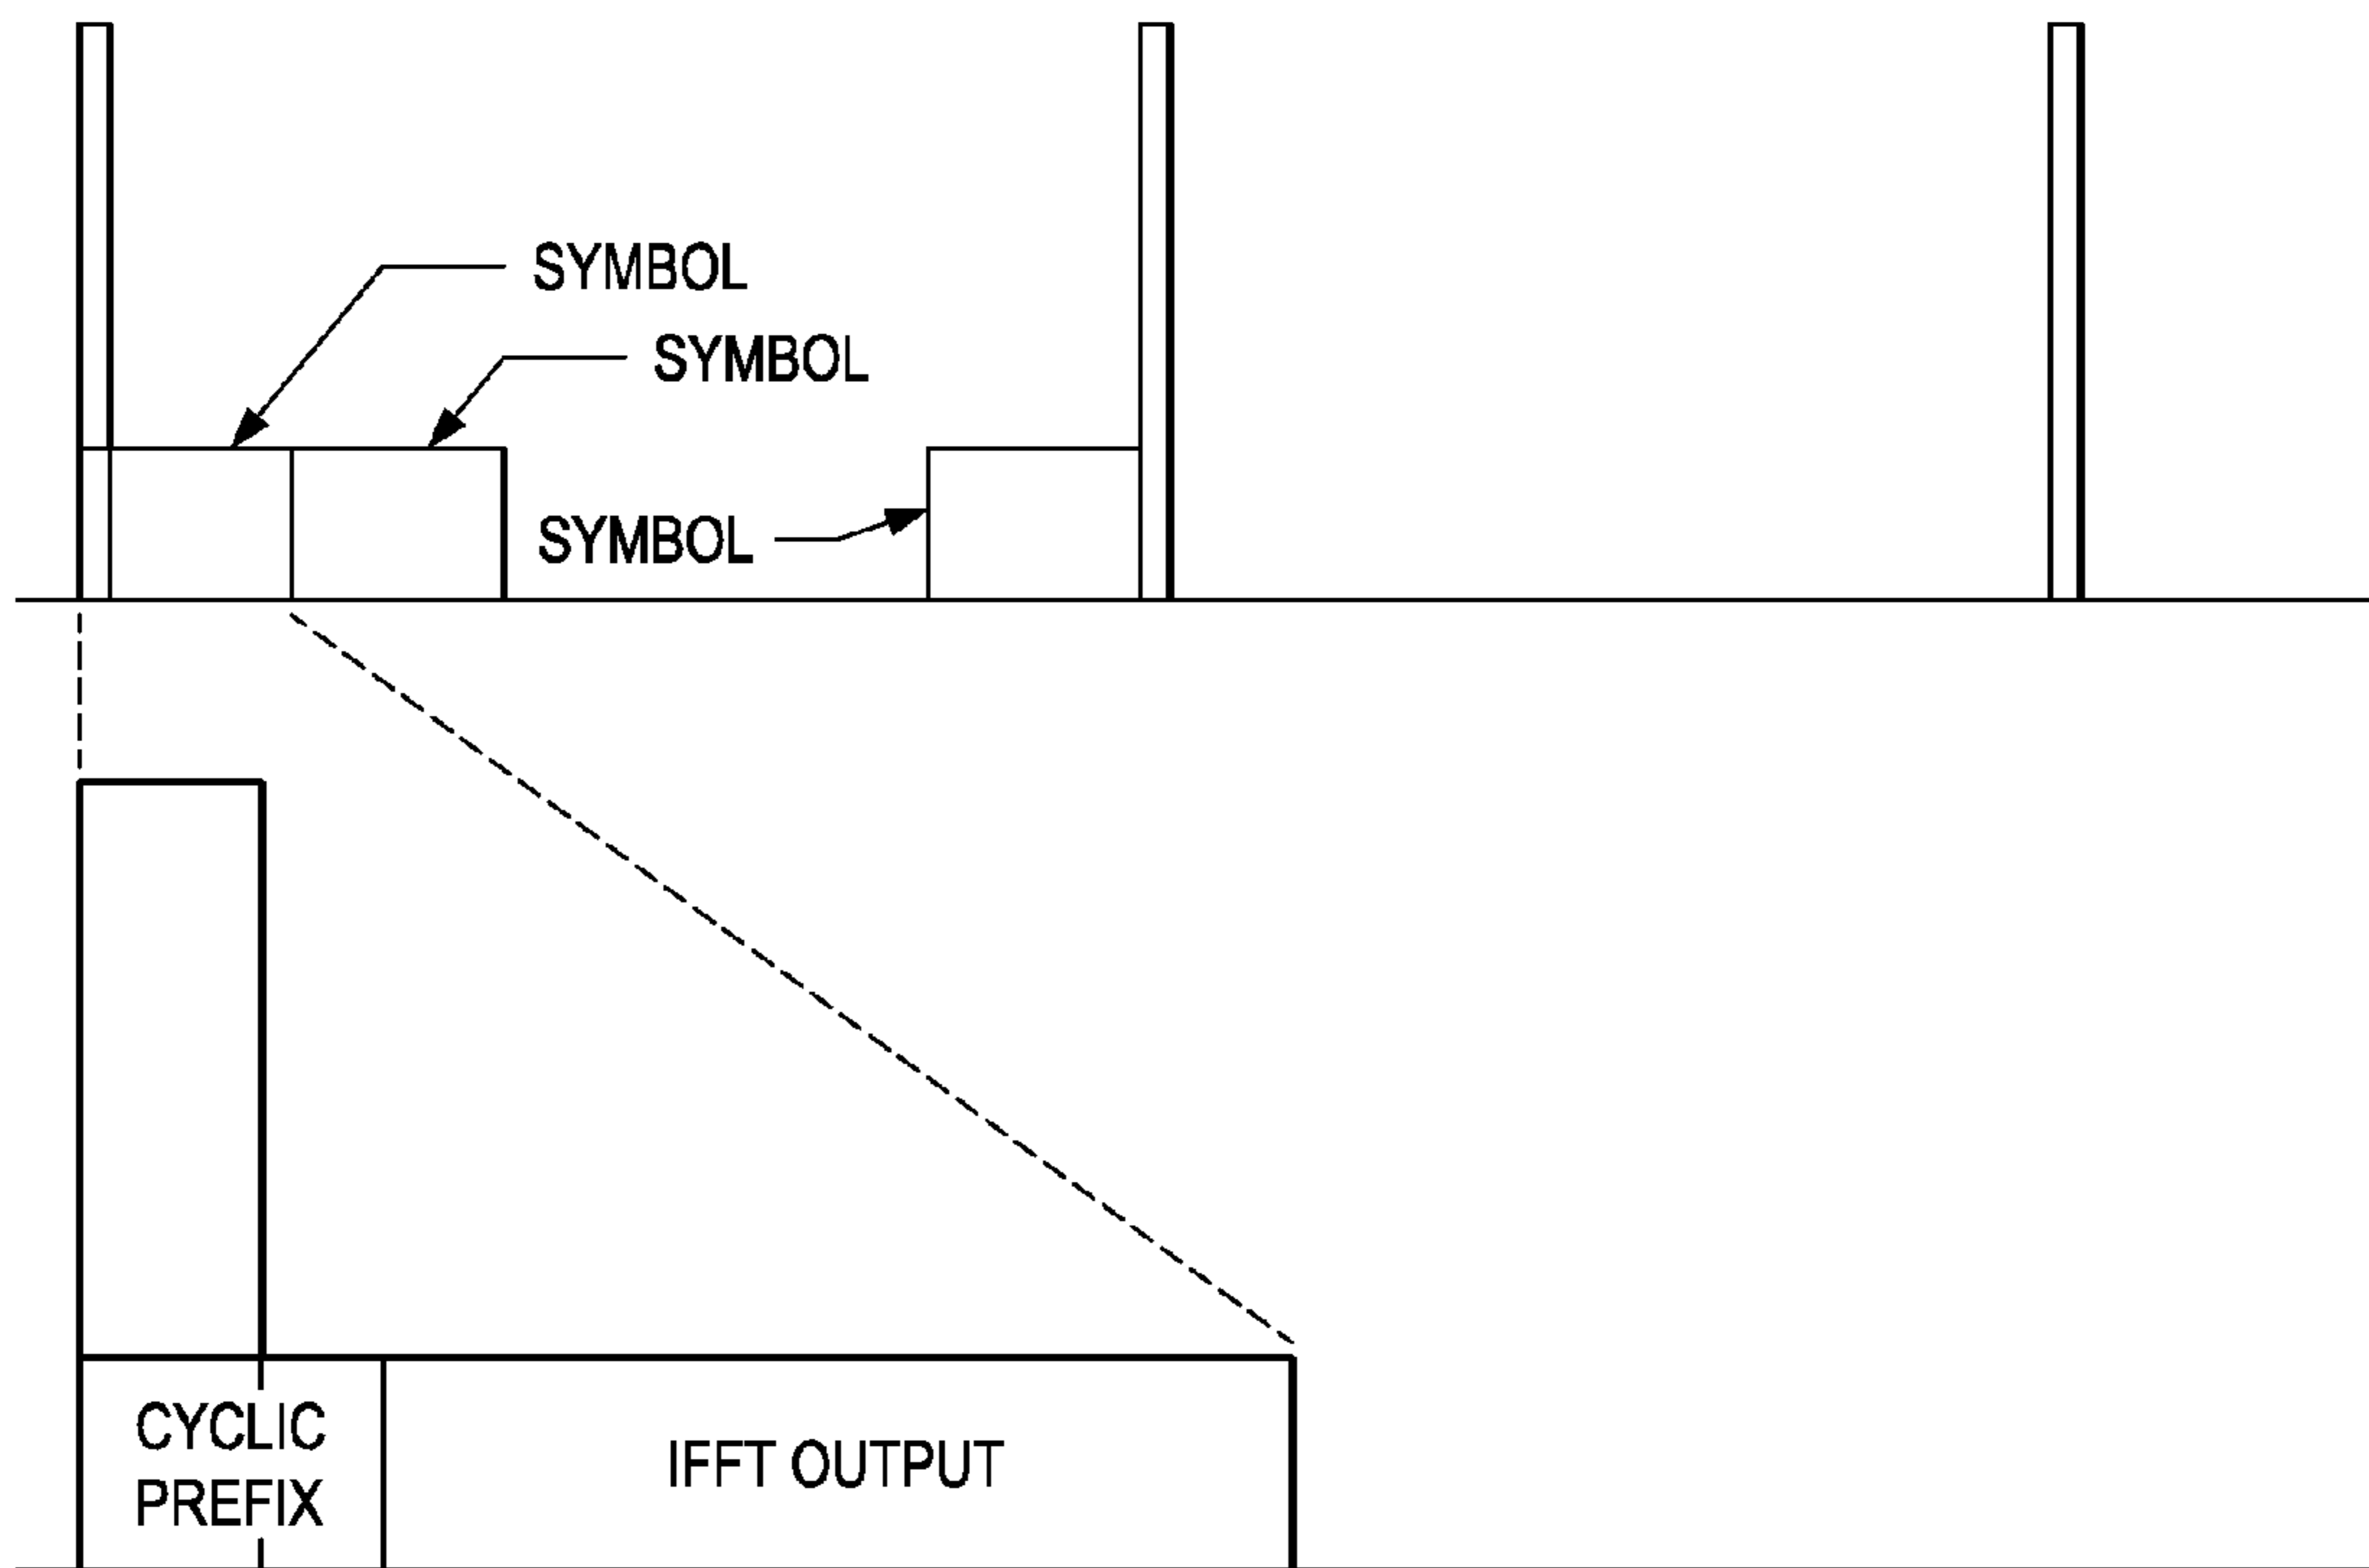 SYMBOL
SYMBOL
SYMBOL
CYCLIC
PREFIX
IFFT OUTPUT